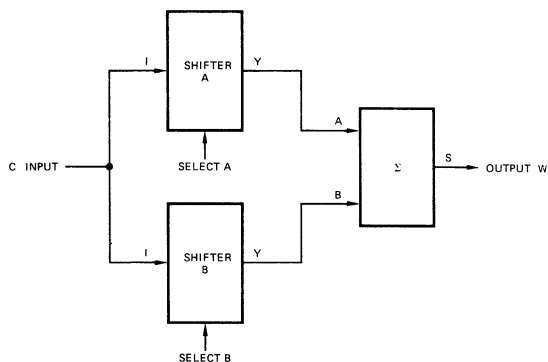 I
SHIFTER
A
Y
SELECT A
A
C INPUT
Σ
S
OUTPUT W
B
I
SHIFTER
B
Y
SELECT B